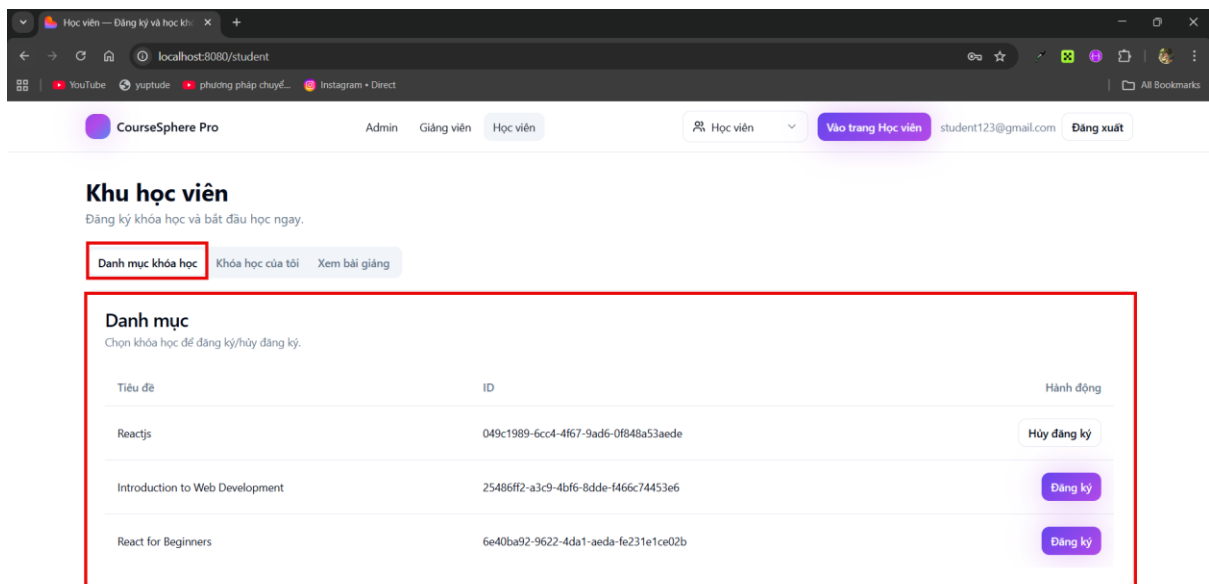 Học viên — Đăng ký và học kh
localhost:8080/student
YouTube yuptude phương pháp chuyể... Instagram • Direct All Bookmarks
CourseSphere Pro Admin Giảng viên Học viên Học viên Vào trang Học viên student123@gmail.com Đăng xuất
Khu học viên
Đăng ký khóa học và bắt đầu học ngay.
Danh mục khóa học Khóa học của tôi Xem bài giảng
Danh mục
Chọn khóa học để đăng ký/hủy đăng ký.
Tiêu đề ID Hành động
Reactjs 049c1989-6cc4-4f67-9ad6-0f848a53aede Hủy đăng ký
Introduction to Web Development 25486ff2-a3c9-4bf6-8dde-f466c74453e6 Đăng ký
React for Beginners 6e40ba92-9622-4da1-aeda-fe231e1ce02b Đăng ký